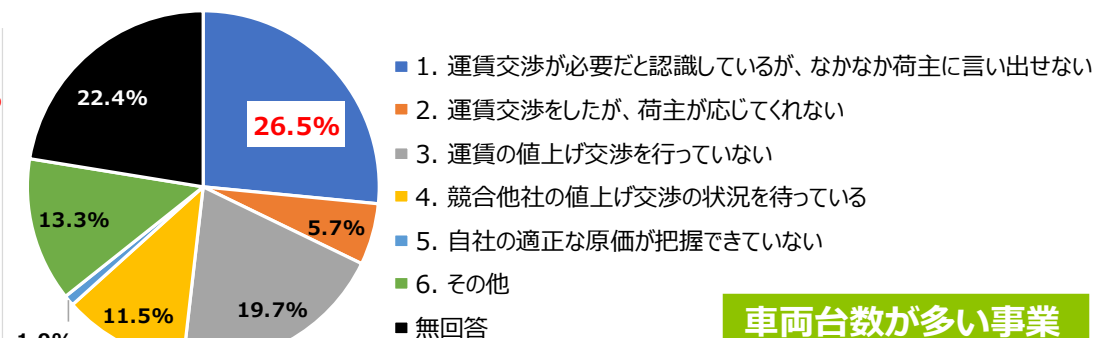 22.4%
26.5%
5.7%
19.7%
11.5%
13.3%
1. 運賃交渉が必要だと認識しているが、なかなか荷主に言い出せない
2. 運賃交渉をしたが、荷主が応じてくれない
3. 運賃の値上げ交渉を行っていない
4. 競合他社の値上げ交渉の状況を待っている
5. 自社の適正な原価が把握できていない
6. その他
無回答
車両台数が多い事業